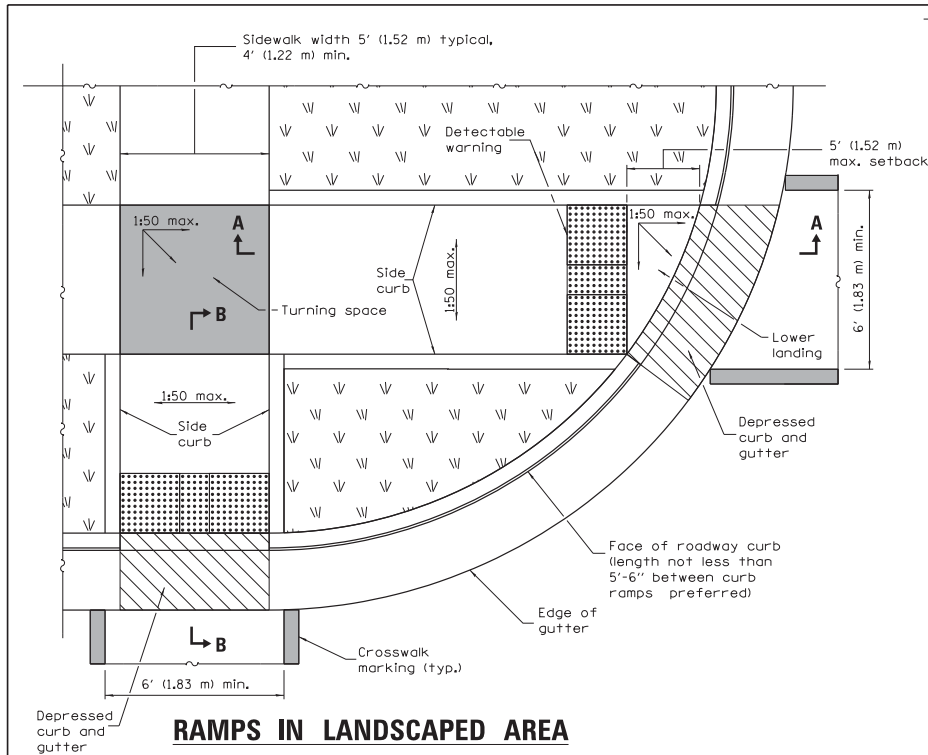 Sidewalk width 5' (1.52 m) typical,
4' (1.22 m) min.
Detectable
warning
5' (1.52 m)
max. setback
1:50 max.
A
1:50 max.
A
Side
curb
1:50 max.
6' (1.83 m) min.
B
Turning space
Lower
landing
1:50 max.
Side
curb
Depressed
curb and
gutter
Face of roadway curb
(length not less than
5'-6" between curb
ramps preferred)
Edge of
gutter
B
Crosswalk
marking (typ.)
6' (1.83 m) min.
Depressed
curb and
gutter
RAMPS IN LANDSCAPED AREA